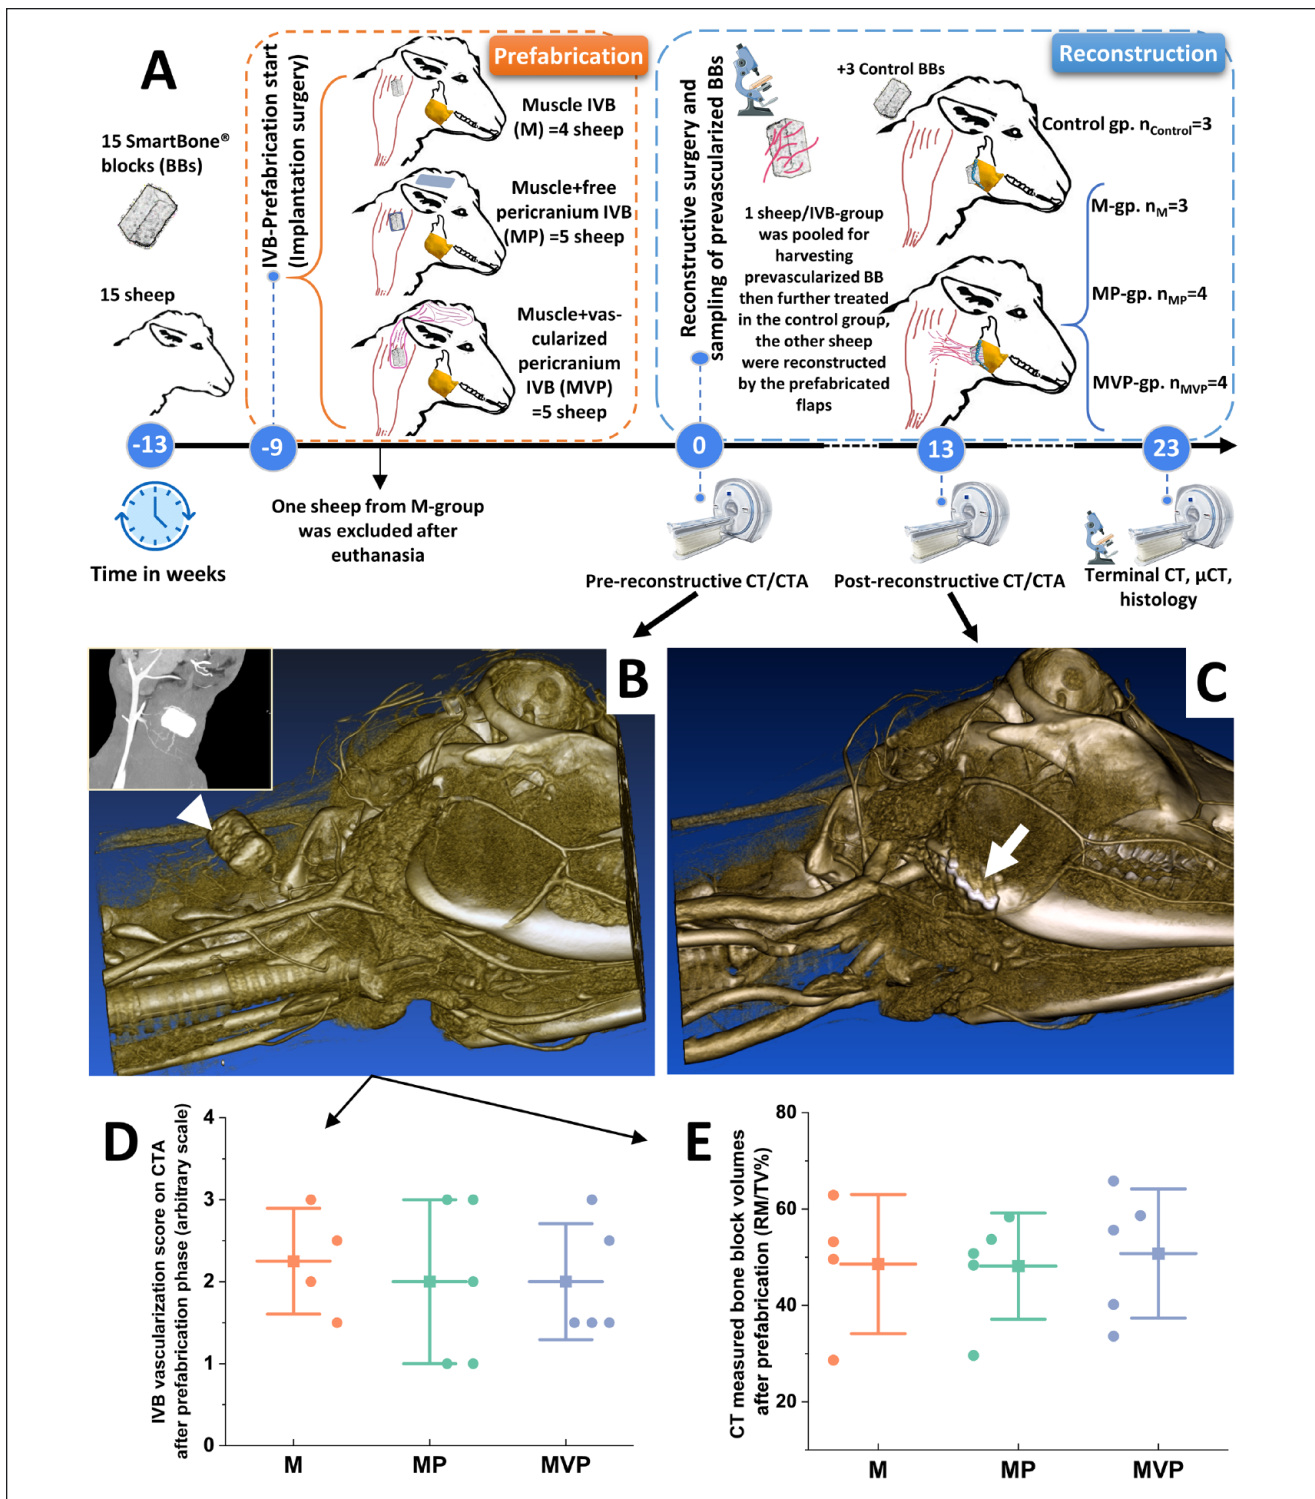 A
Prefabrication
Reconstruction
15 SmartBone®
blocks (BBs)
15 sheep
IVB-Prefabrication start
(Implantation surgery)
Muscle IVB
(M) =4 sheep
Muscle+free
pericranium IVB
(MP) =5 sheep
Muscle+vas-
cularized
pericranium
IVB (MVP)
=5 sheep
Reconstructive surgery and
sampling of prevascularized BBs
+3 Control BBs
Control gp. nControl=3
1 sheep/IVB-group
was pooled for
harvesting
prevascularized BB
then further treated
in the control group,
the other sheep
were reconstructed
by the prefabricated
flaps
M-gp. nM=3
MP-gp. nMP=4
MVP-gp. nMVP=4
-13
-9
0
13
23
Time in weeks
One sheep from M-group
was excluded after
euthanasia
Pre-reconstructive CT/CTA
Post-reconstructive CT/CTA
Terminal CT, µCT,
histology
B
C
D
IVB vascularization score on CTA
after prefabrication phase (arbitrary scale)
4
3
2
1
0
M
MP
MVP
E
CT measured bone block volumes
after prefabrication (RM/TV%)
80
60
40
20
M
MP
MVP